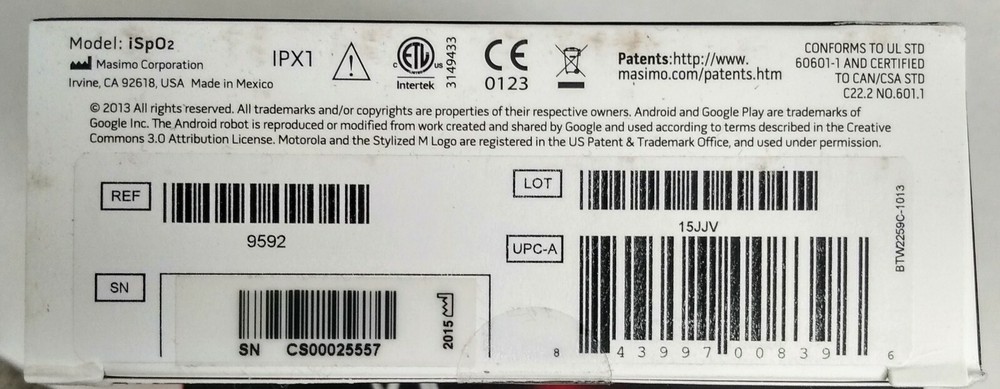 Model: iSpO2
Masimo Corporation
Irvine, CA 92618, USA Made in Mexico
IPX1
ETL
US
Intertek
3149433
CE
0123
Patents:http://www.
masimo.com/patents.htm
CONFORMS TO UL STD
60601-1 AND CERTIFIED
TO CAN/CSA STD
C22.2 NO.601.1
© 2013 All rights reserved. All trademarks and/or copyrights are properties of their respective owners. Android and Google Play are trademarks of
Google Inc. The Android robot is reproduced or modified from work created and shared by Google and used according to terms described in the Creative
Commons 3.0 Attribution License. Motorola and the Stylized M Logo are registered in the US Patent & Trademark Office, and used under permission.
REF
9592
LOT
15JJV
UPC-A
8 43997 00839 6
SN
SN CS00025557
2015
BTW2259C-1013